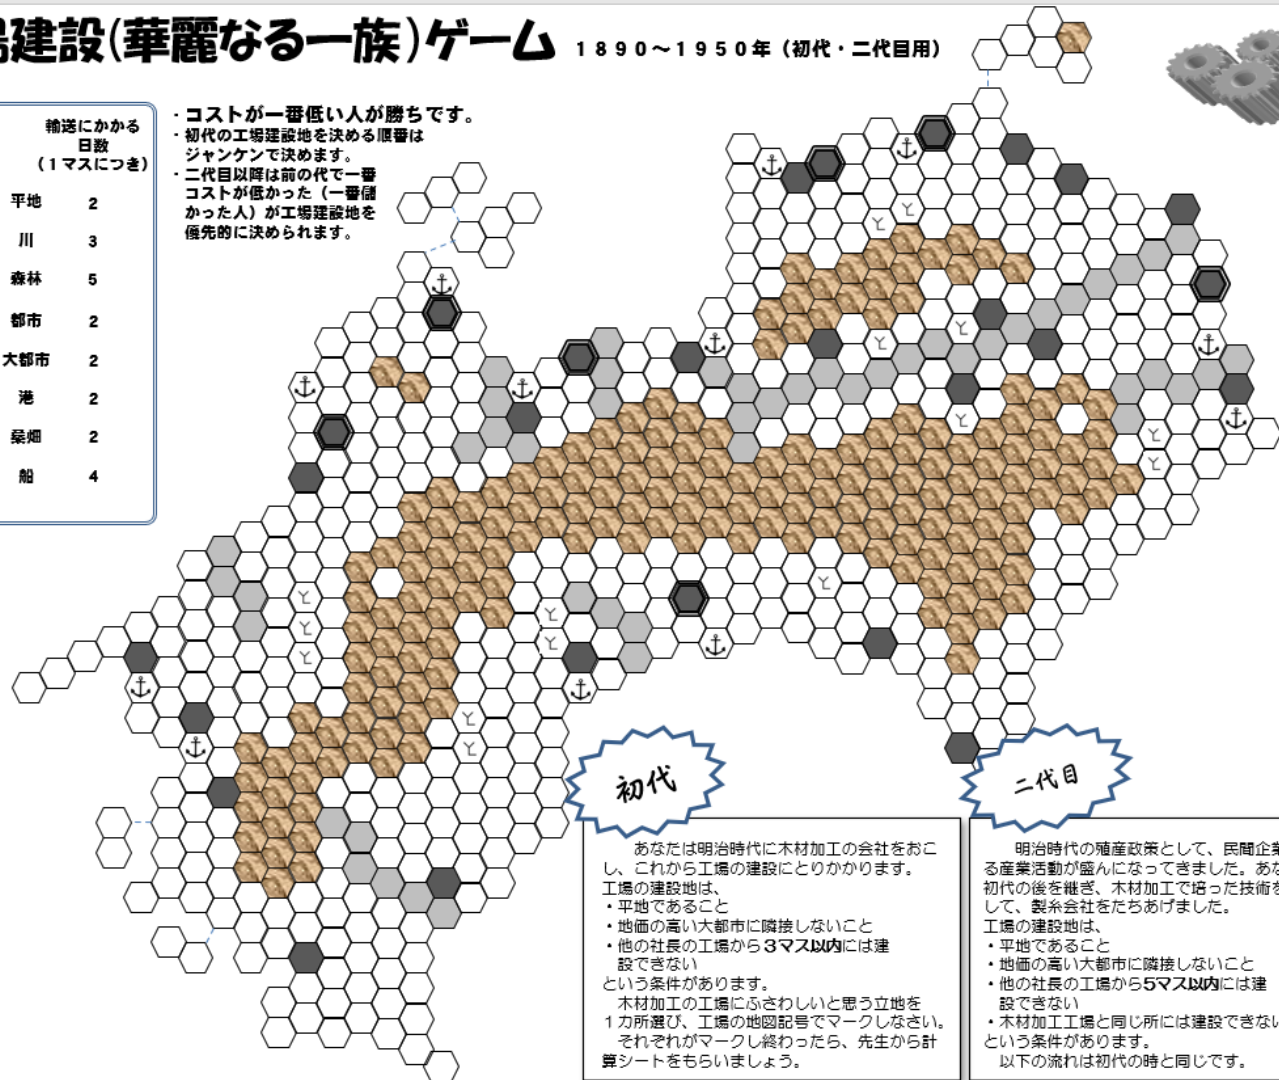 建設(華麗なる一族)ゲーム 1890～1950年(初代・二代目用)
輸送にかかる
日数
(1マスにつき)
平地 2
川 3
森林 5
都市 2
大都市 2
港 2
桑畑 2
船 4
・コストが一番低い人が勝ちです。
・初代の工場建設地を決める順番は
ジャンケンで決めます。
・二代目以降は前の代で一番
コストが低かった(一番儲
かった人)が工場建設地を
優先的に決められます。
初代
あなたは明治時代に木材加工の会社をおこ
し、これから工場の建設にとりかかります。
工場の建設地は、
・平地であること
・地価の高い大都市に隣接しないこと
・他の社長の工場から3マス以内には建
設できない
という条件があります。
木材加工の工場にふさわしいと思う立地を
1カ所選び、工場の地図記号でマークしなさい。
それぞれがマークし終わったら、先生から計
算シートをもらいましょう。
二代目
明治時代の殖産政策として、民間企業
る産業活動が盛んになってきました。あな
初代の後を継ぎ、木材加工で培った技術を
して、製糸会社をたちあげました。
工場の建設地は、
・平地であること
・地価の高い大都市に隣接しないこと
・他の社長の工場から5マス以内には建
設できない
・木材加工工場と同じ所には建設できない
という条件があります。
以下の流れは初代の時と同じです。